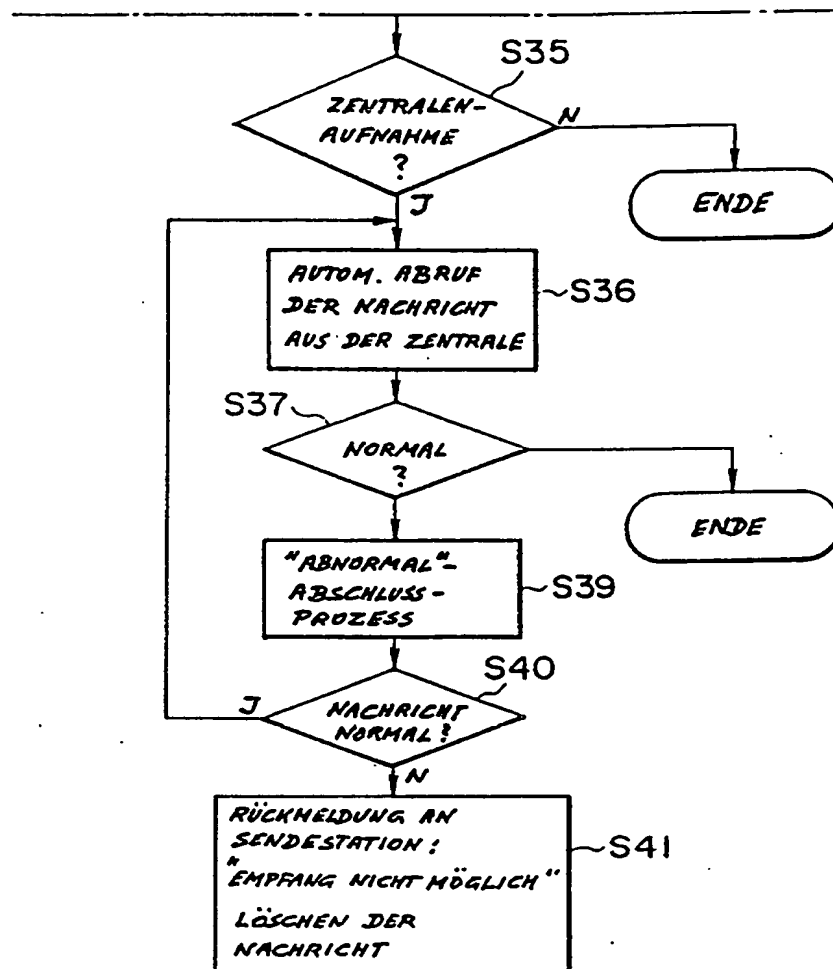 S35
ZENTRALEN-
AUFNAHME
?
N
J
ENDE
AUTOM. ABRUF
DER NACHRICHT
AUS DER ZENTRALE
S36
S37
NORMAL
?
ENDE
"ABNORMAL"-
ABSCHLUSS-
PROZESS
S39
S40
J
NACHRICHT
NORMAL?
N
RÜCKMELDUNG AN
SENDESTATION:
"EMPFANG NICHT MÖGLICH"
LÖSCHEN DER
NACHRICHT
S41